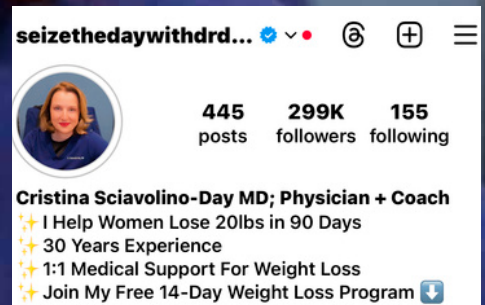 seizethedaywithdrd...
445 299K 155
posts followers following
Cristina Sciavolino-Day MD; Physician + Coach
✨ I Help Women Lose 20lbs in 90 Days
✨ 30 Years Experience
✨ 1:1 Medical Support For Weight Loss
✨ Join My Free 14-Day Weight Loss Program ⬇️